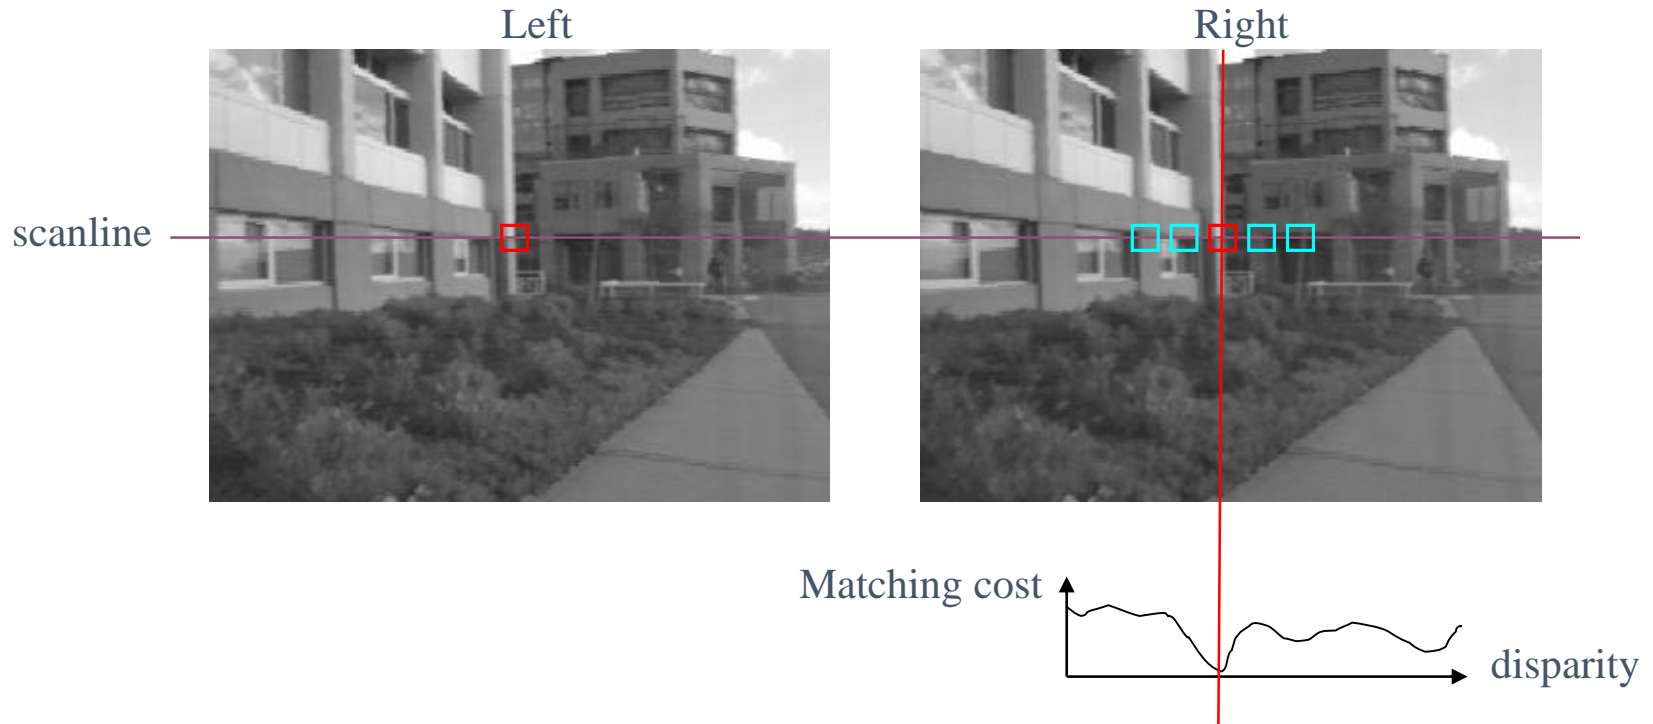 Left
Right
scanline
Matching cost
disparity